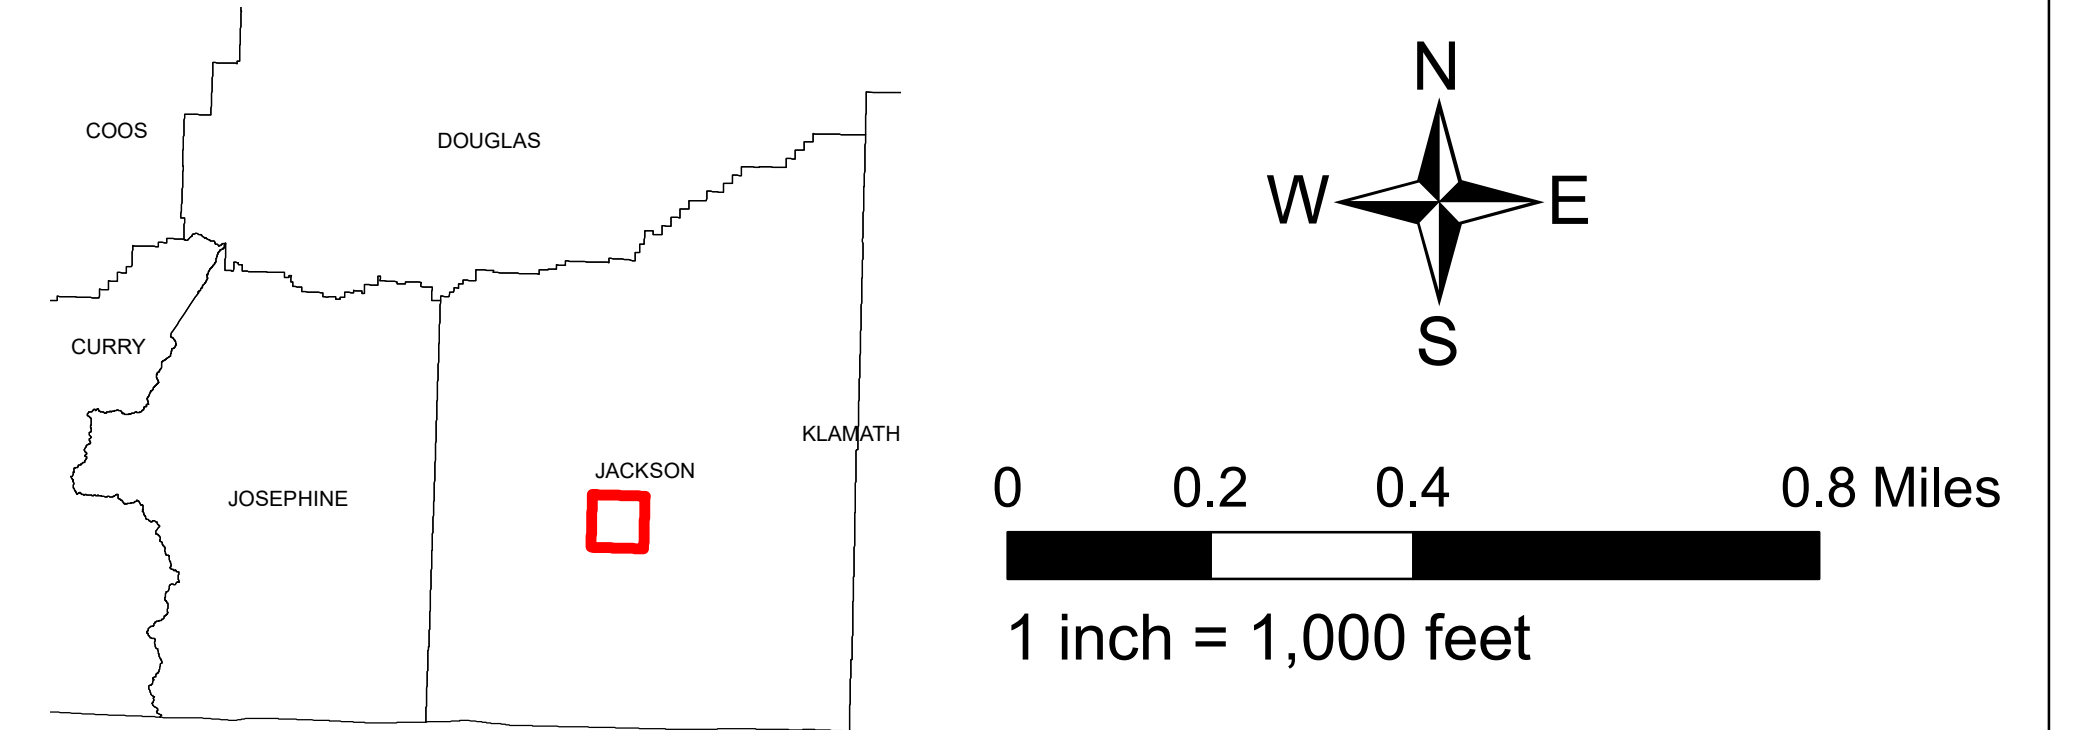 COOS
DOUGLAS
CURRY
JOSEPHINE
JACKSON
KLAMATH
N
W
E
S
0 0.2 0.4 0.8 Miles
1 inch = 1,000 feet